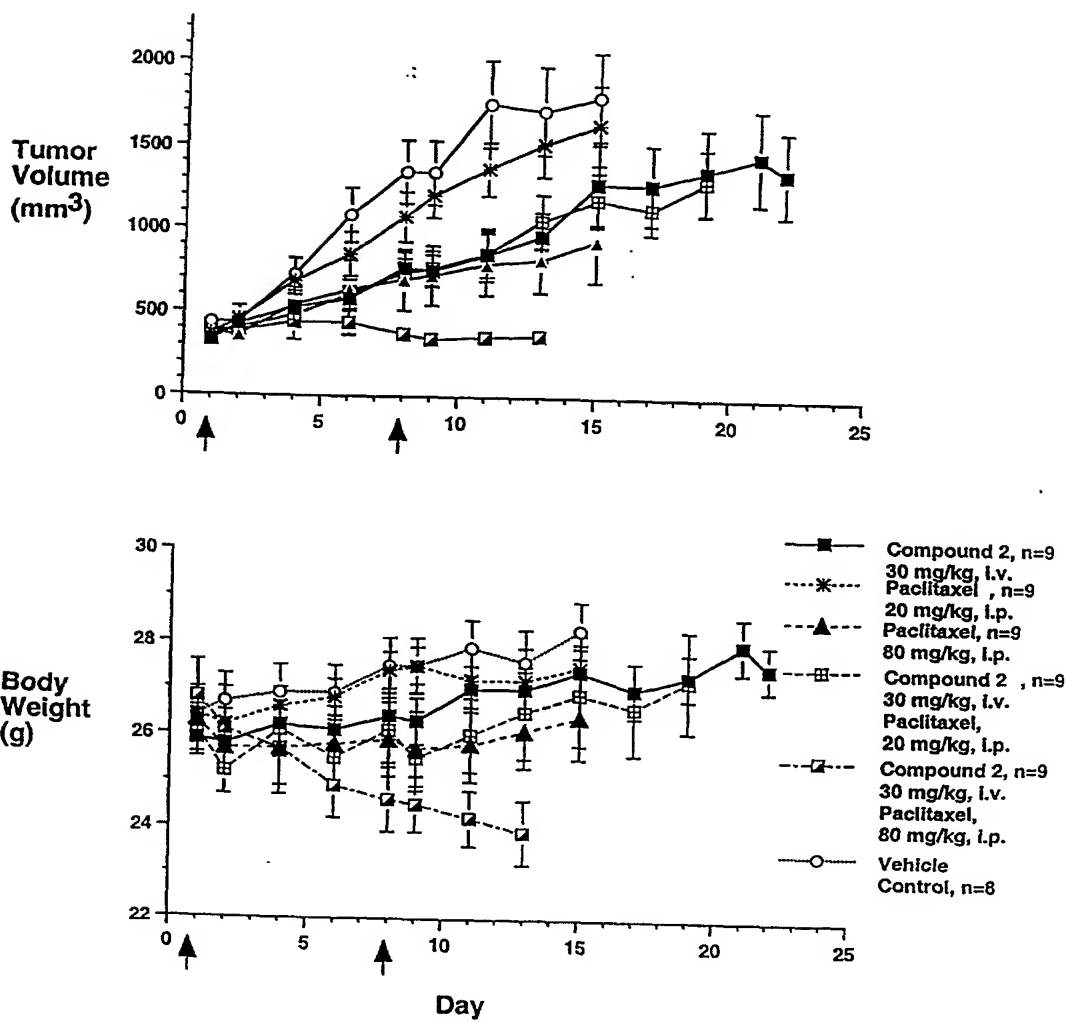 2000
1500
1000
500
0
Tumor
Volume
(mm3)
0 5 10 15 20 25
30
28
26
24
22
Body
Weight
(g)
0 5 10 15 20 25
Day
Compound 2, n=9
30 mg/kg, i.v.
Paclitaxel , n=9
20 mg/kg, i.p.
Paclitaxel, n=9
80 mg/kg, i.p.
Compound 2 , n=9
30 mg/kg, i.v.
Paclitaxel,
20 mg/kg, i.p.
Compound 2, n=9
30 mg/kg, i.v.
Paclitaxel,
80 mg/kg, i.p.
Vehicle
Control, n=8